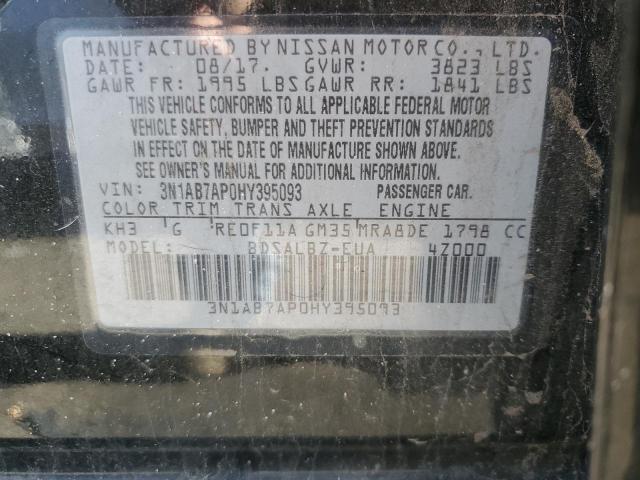 MANUFACTURED BY NISSAN MOTOR CO., LTD.
DATE: 08/17. GVWR: 3823 LBS
GAWR FR: 1995 LBS GAWR RR: 1841 LBS
THIS VEHICLE CONFORMS TO ALL APPLICABLE FEDERAL MOTOR
VEHICLE SAFETY, BUMPER AND THEFT PREVENTION STANDARDS
IN EFFECT ON THE DATE OF MANUFACTURE SHOWN ABOVE.
SEE OWNER'S MANUAL FOR ADDITIONAL INFORMATION
VIN: 3N1AB7AP0HY395093 PASSENGER CAR.
COLOR TRIM TRANS AXLE ENGINE
KH3 G RE0F11A GM35 MRA8DE 1798 CC
MODEL: BDSALBZ-EUA 4Z000
3N1AB7AP0HY395093